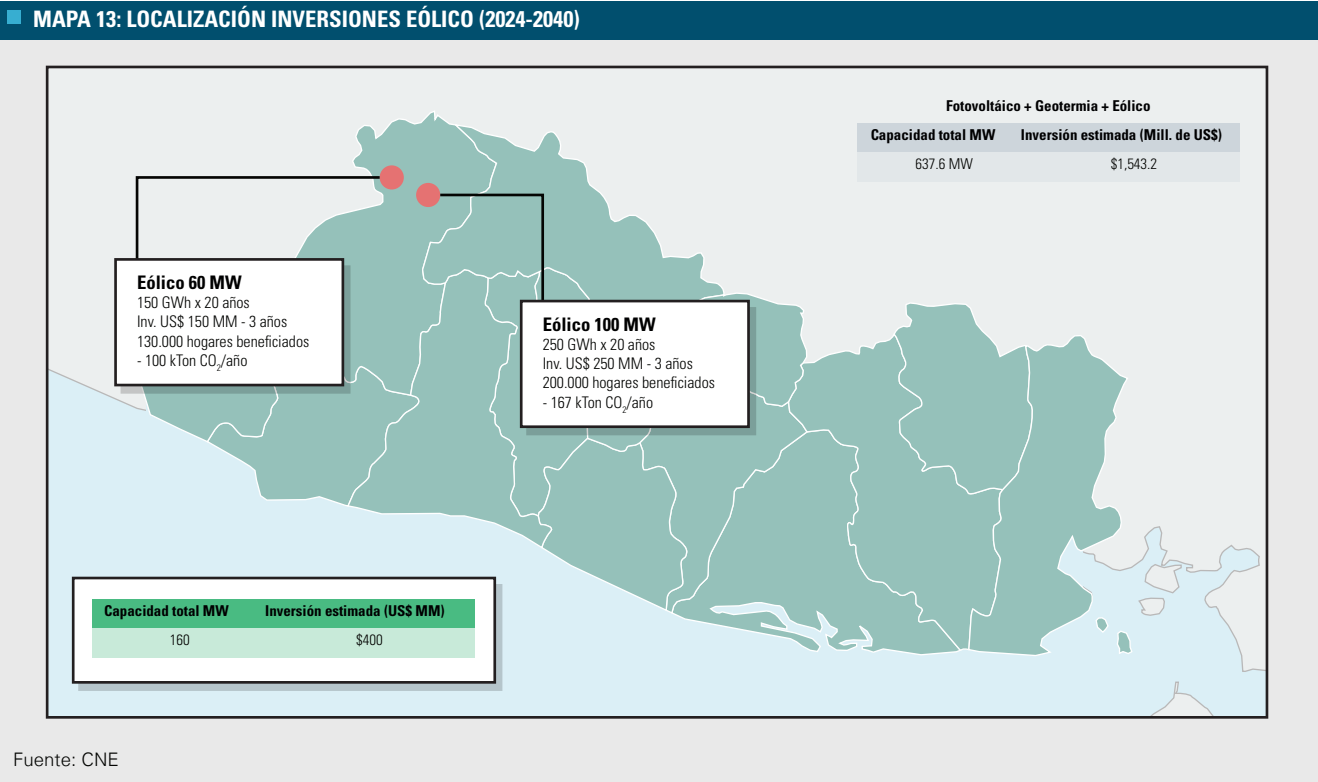 MAPA 13: LOCALIZACIÓN INVERSIONES EÓLICO (2024-2040)
Fotovoltáico + Geotermia + Eólico
Capacidad total MW Inversión estimada (Mill. de US$)
637.6 MW $1,543.2
Eólico 60 MW
150 GWh x 20 años
Inv. US$ 150 MM - 3 años
130.000 hogares beneficiados
- 100 kTon CO₂/año
Eólico 100 MW
250 GWh x 20 años
Inv. US$ 250 MM - 3 años
200.000 hogares beneficiados
- 167 kTon CO₂/año
Capacidad total MW Inversión estimada (US$ MM)
160 $400
Fuente: CNE